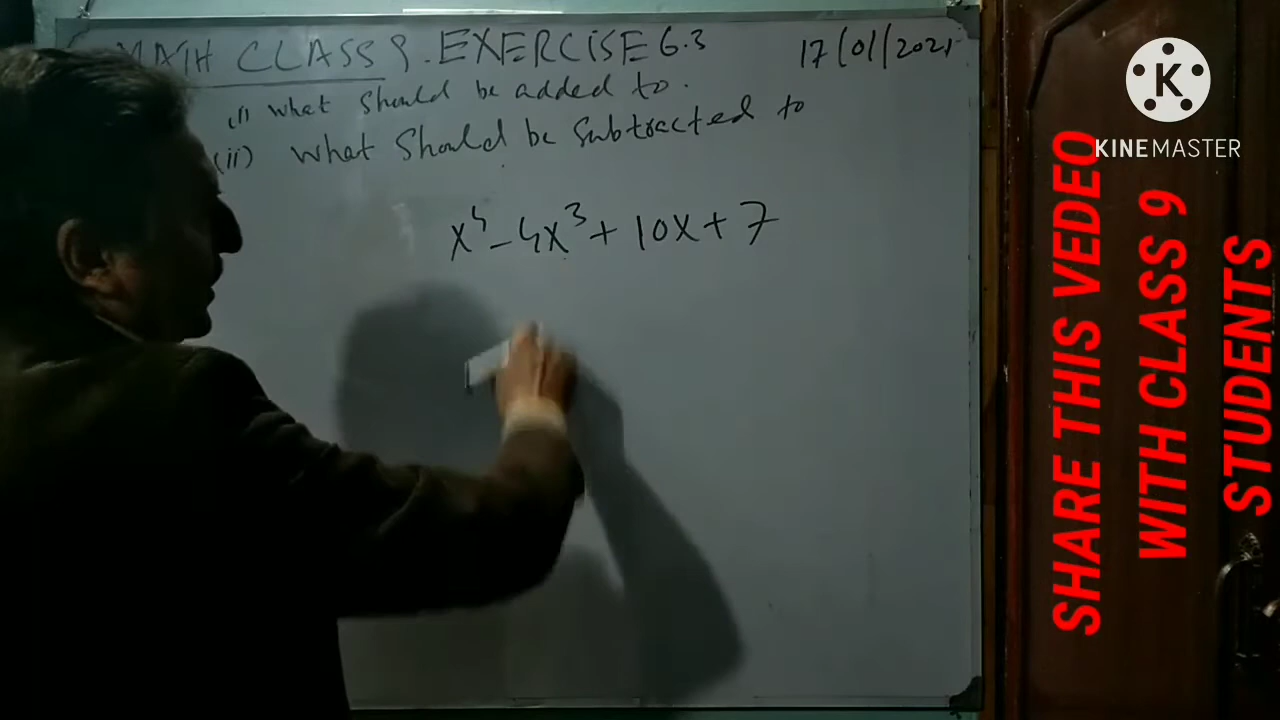 MATH CLASS 9. EXERCISE 6.3
17/01/2021
(i) What Should be added to.
(ii) What Should be Subtracted to
x⁴ - 4x³ + 10x + 7
K
KINEMASTER
SHARE THIS VEDEO
WITH CLASS 9
STUDENTS